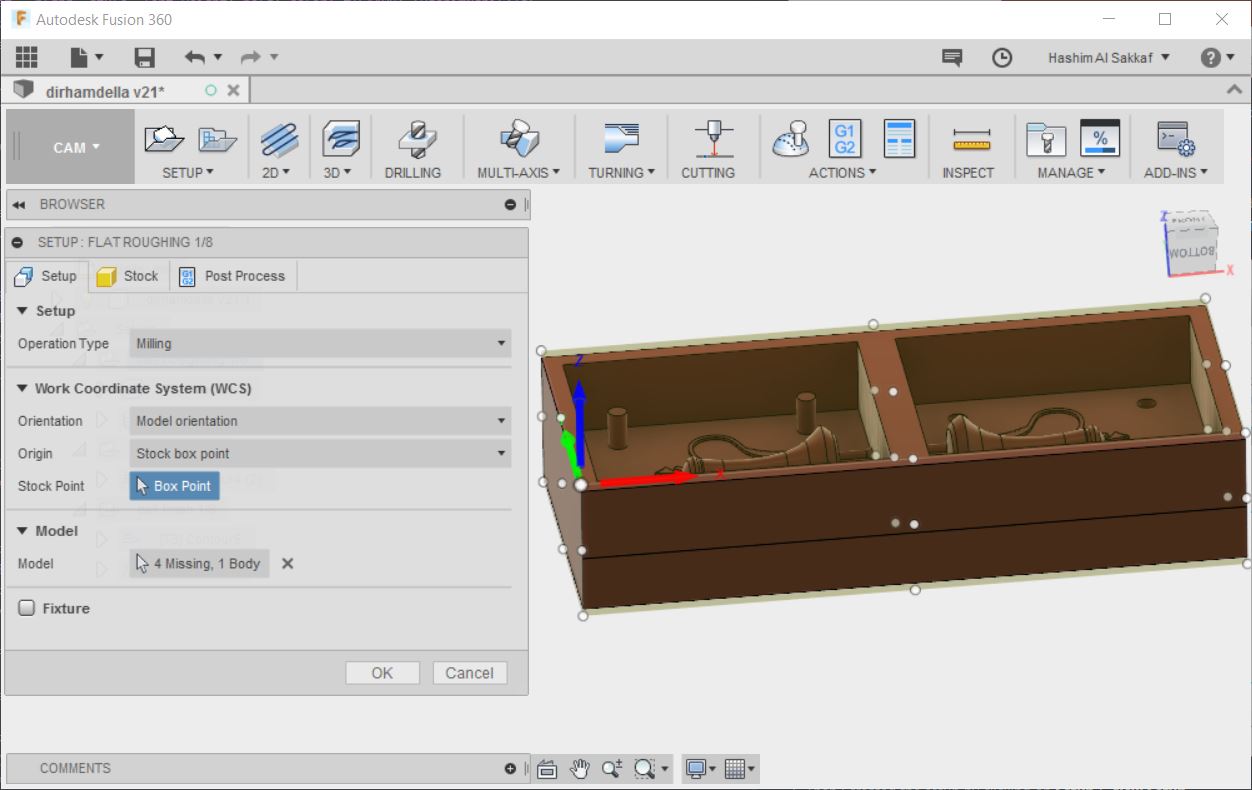 Autodesk Fusion 360
Hashim Al Sakkaf
dirhamdella v21*
CAM
SETUP
2D
3D
DRILLING
MULTI-AXIS
TURNING
CUTTING
G1
G2
ACTIONS
INSPECT
%
MANAGE
ADD-INS
BROWSER
SETUP : FLAT ROUGHING 1/8
Setup
Stock
G1
G2
Post Process
Setup
Operation Type
Milling
Work Coordinate System (WCS)
Orientation
Model orientation
Origin
Stock box point
Stock Point
Box Point
Model
Model
4 Missing, 1 Body
Fixture
OK
Cancel
Z
X
Z
FRONT
BOTTOM
X
COMMENTS